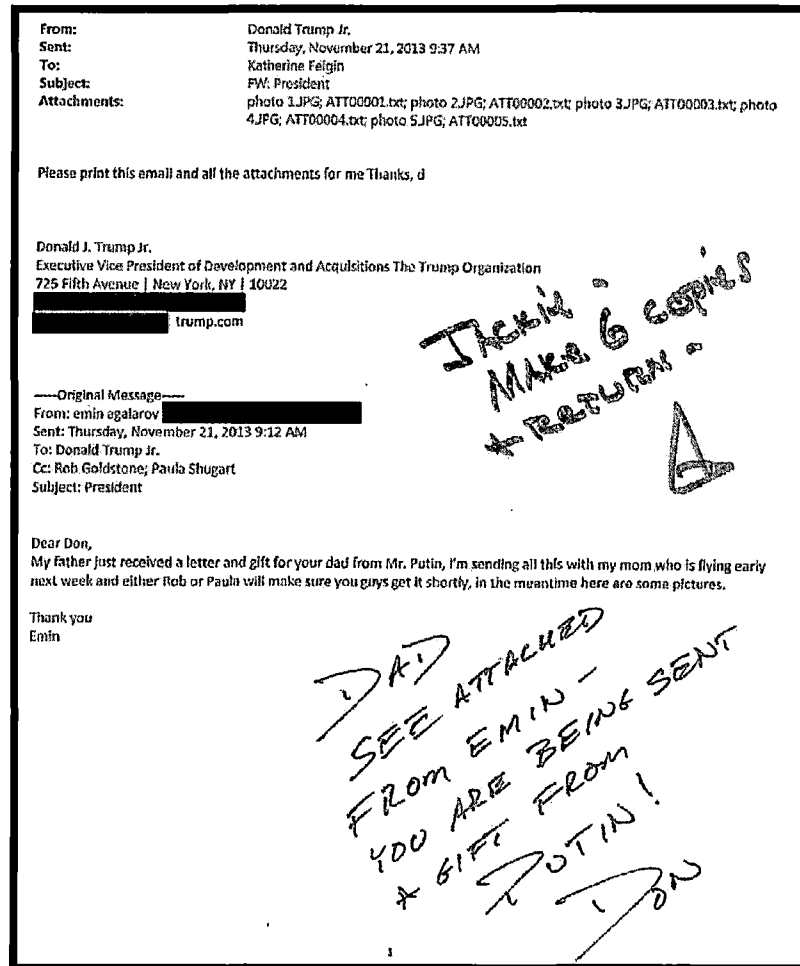 From: Donald Trump Jr.
Sent: Thursday, November 21, 2013 9:37 AM
To: Katherine Felgin
Subject: FW: President
Attachments: photo 1.JPG; ATT00001.txt; photo 2.JPG; ATT00002.txt; photo 3.JPG; ATT00003.txt; photo
4.JPG; ATT00004.txt; photo 5.JPG; ATT00005.txt
Please print this email and all the attachments for me Thanks, d
Donald J. Trump Jr.
Executive Vice President of Development and Acquisitions The Trump Organization
725 Fifth Avenue | New York, NY | 10022
trump.com
JACKIE -
MAKE 6 COPIES
+ RETURN -
-----Original Message-----
From: emin agalarov
Sent: Thursday, November 21, 2013 9:12 AM
To: Donald Trump Jr.
Cc: Rob Goldstone; Paula Shugart
Subject: President
Dear Don,
My father just received a letter and gift for your dad from Mr. Putin, I'm sending all this with my mom who is flying early
next week and either Rob or Paula will make sure you guys get it shortly, in the meantime here are some pictures.
Thank you
Emin
DAD
SEE ATTACHED
FROM EMIN -
YOU ARE BEING SENT
A GIFT FROM
PUTIN!
DON
1